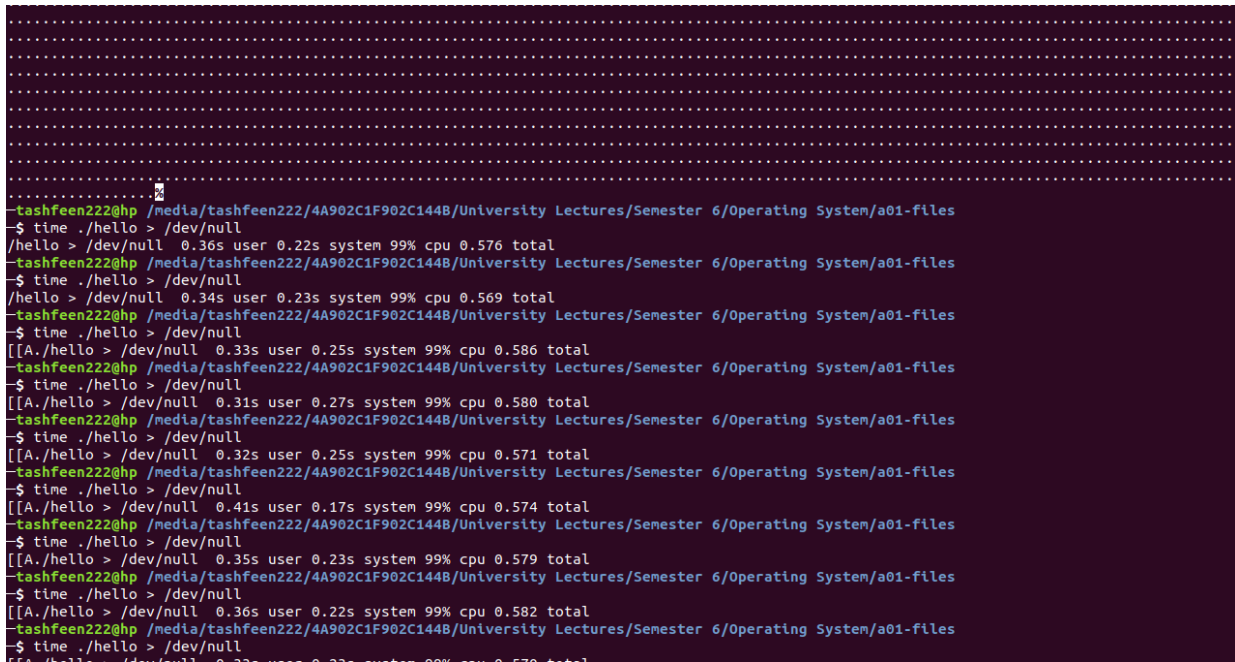 ................%
─tashfeen222@hp /media/tashfeen222/4A902C1F902C144B/University Lectures/Semester 6/Operating System/a01-files
─$ time ./hello > /dev/null
/hello > /dev/null  0.36s user 0.22s system 99% cpu 0.576 total
─tashfeen222@hp /media/tashfeen222/4A902C1F902C144B/University Lectures/Semester 6/Operating System/a01-files
─$ time ./hello > /dev/null
/hello > /dev/null  0.34s user 0.23s system 99% cpu 0.569 total
─tashfeen222@hp /media/tashfeen222/4A902C1F902C144B/University Lectures/Semester 6/Operating System/a01-files
─$ time ./hello > /dev/null
[[A./hello > /dev/null  0.33s user 0.25s system 99% cpu 0.586 total
─tashfeen222@hp /media/tashfeen222/4A902C1F902C144B/University Lectures/Semester 6/Operating System/a01-files
─$ time ./hello > /dev/null
[[A./hello > /dev/null  0.31s user 0.27s system 99% cpu 0.580 total
─tashfeen222@hp /media/tashfeen222/4A902C1F902C144B/University Lectures/Semester 6/Operating System/a01-files
─$ time ./hello > /dev/null
[[A./hello > /dev/null  0.32s user 0.25s system 99% cpu 0.571 total
─tashfeen222@hp /media/tashfeen222/4A902C1F902C144B/University Lectures/Semester 6/Operating System/a01-files
─$ time ./hello > /dev/null
[[A./hello > /dev/null  0.41s user 0.17s system 99% cpu 0.574 total
─tashfeen222@hp /media/tashfeen222/4A902C1F902C144B/University Lectures/Semester 6/Operating System/a01-files
─$ time ./hello > /dev/null
[[A./hello > /dev/null  0.35s user 0.23s system 99% cpu 0.579 total
─tashfeen222@hp /media/tashfeen222/4A902C1F902C144B/University Lectures/Semester 6/Operating System/a01-files
─$ time ./hello > /dev/null
[[A./hello > /dev/null  0.36s user 0.22s system 99% cpu 0.582 total
─tashfeen222@hp /media/tashfeen222/4A902C1F902C144B/University Lectures/Semester 6/Operating System/a01-files
─$ time ./hello > /dev/null